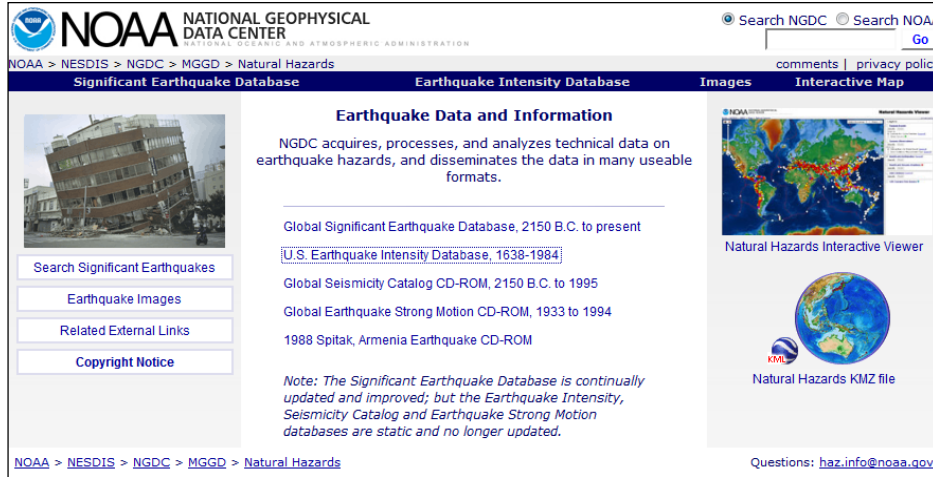 NOAA NATIONAL GEOPHYSICAL
DATA CENTER
NATIONAL OCEANIC AND ATMOSPHERIC ADMINISTRATION
Search NGDC Search NOA
Go
NOAA > NESDIS > NGDC > MGGD > Natural Hazards
comments | privacy polic
Significant Earthquake Database Earthquake Intensity Database Images Interactive Map
Search Significant Earthquakes
Earthquake Images
Related External Links
Copyright Notice
Earthquake Data and Information
NGDC acquires, processes, and analyzes technical data on
earthquake hazards, and disseminates the data in many useable
formats.
Global Significant Earthquake Database, 2150 B.C. to present
U.S. Earthquake Intensity Database, 1638-1984
Global Seismicity Catalog CD-ROM, 2150 B.C. to 1995
Global Earthquake Strong Motion CD-ROM, 1933 to 1994
1988 Spitak, Armenia Earthquake CD-ROM
Note: The Significant Earthquake Database is continually
updated and improved; but the Earthquake Intensity,
Seismicity Catalog and Earthquake Strong Motion
databases are static and no longer updated.
NOAA
Natural Hazards Viewer
Natural Hazards Interactive Viewer
KML
Natural Hazards KMZ file
NOAA > NESDIS > NGDC > MGGD > Natural Hazards
Questions: haz.info@noaa.gov